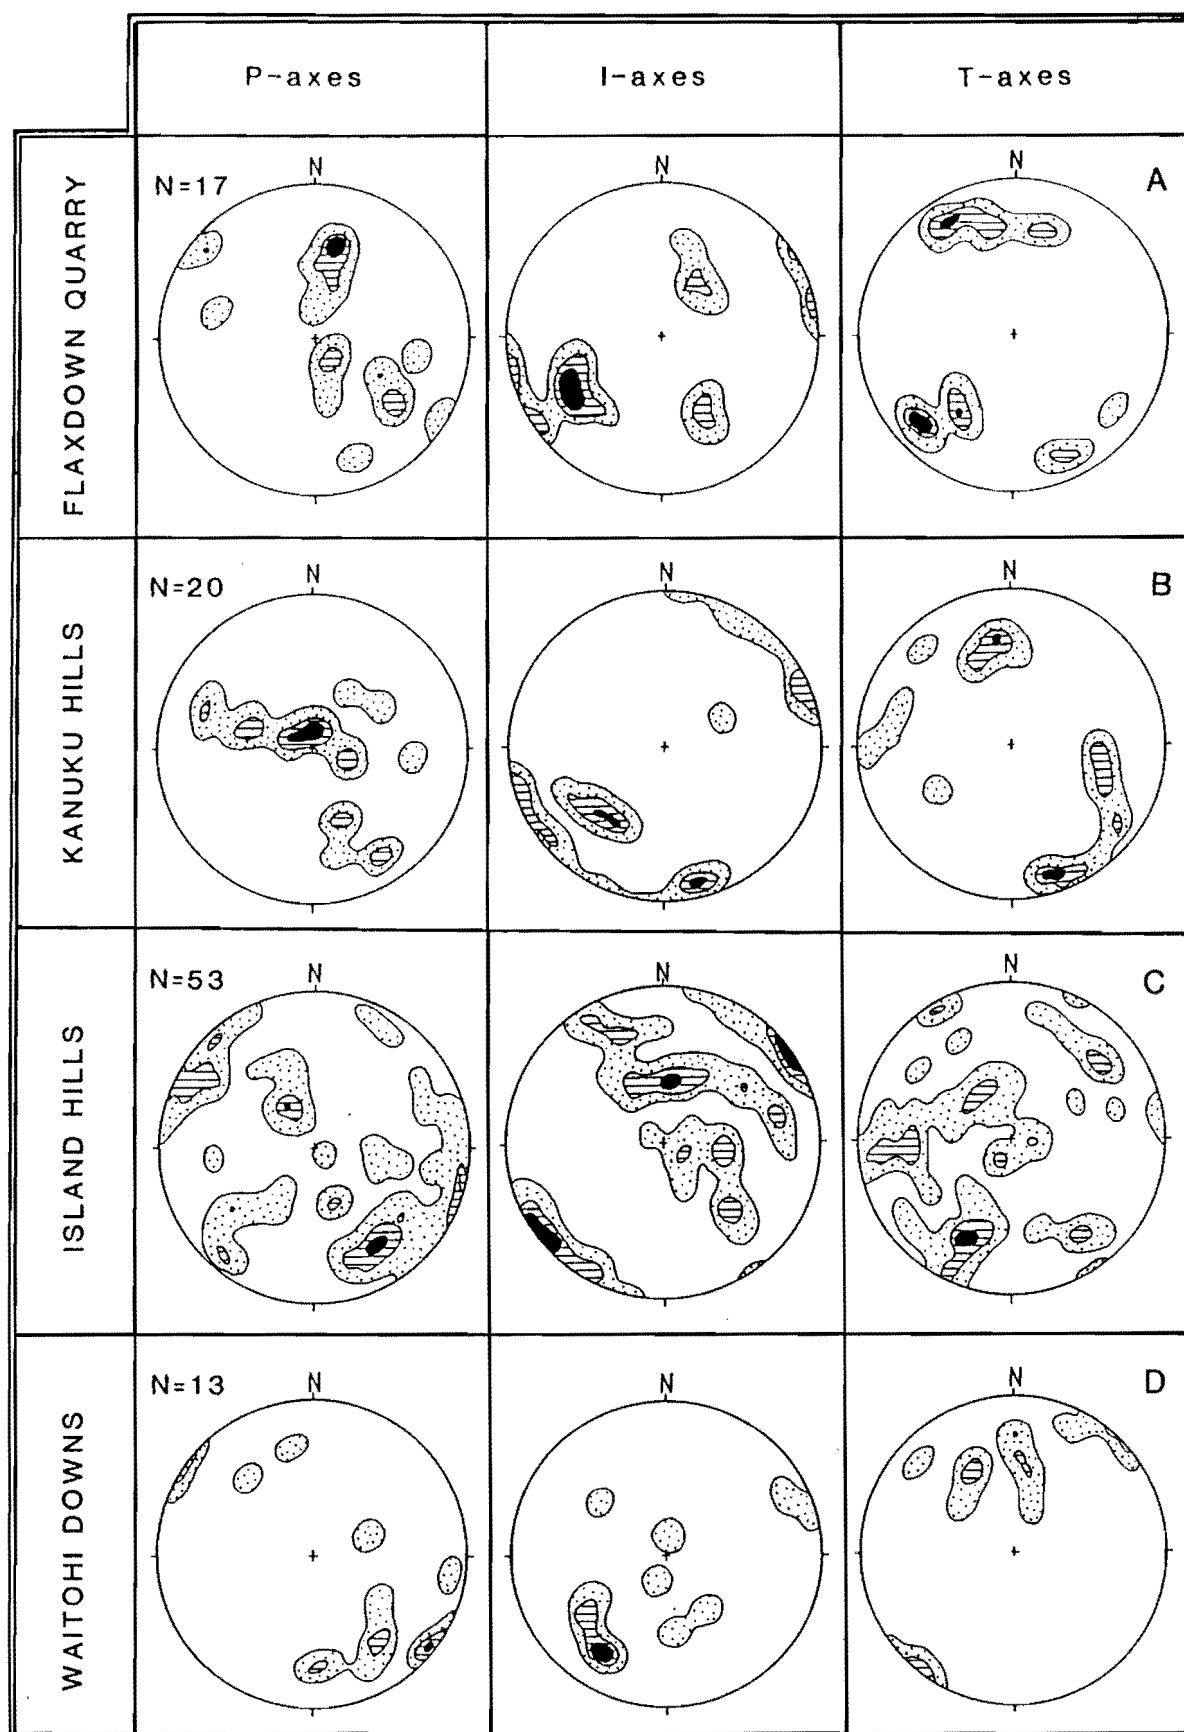 P-axes I-axes T-axes
FLAXDOWN QUARRY
N=17
N N N
A
KANUKU HILLS
N=20
N N N
B
ISLAND HILLS
N=53
N N N
C
WAITOHI DOWNS
N=13
N N N
D